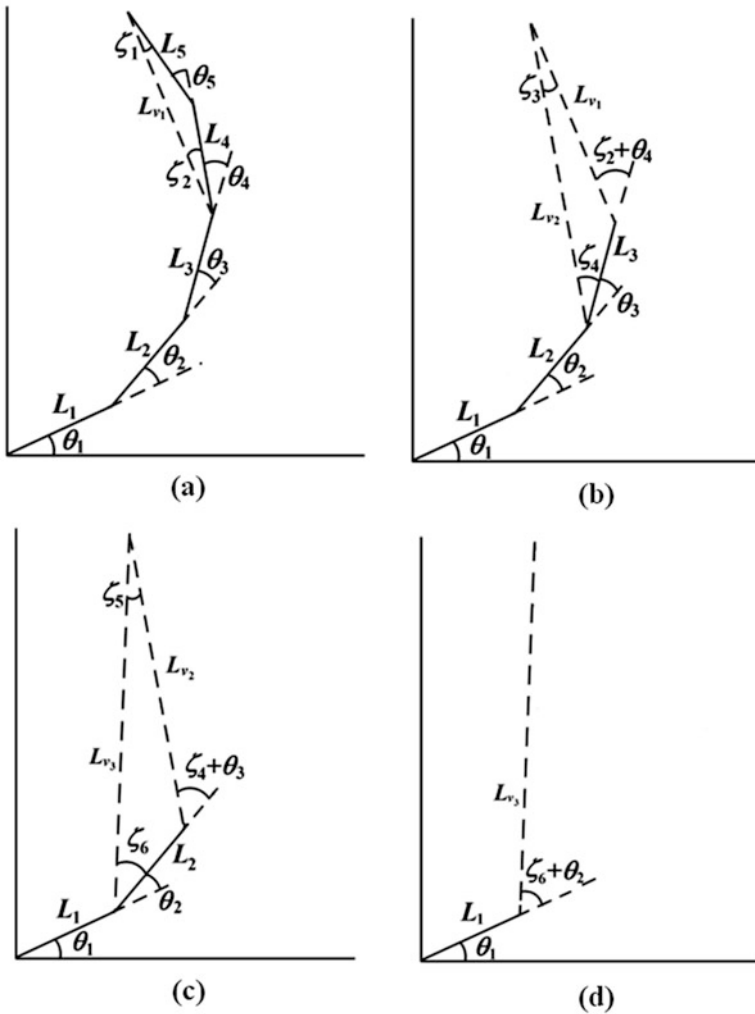 ζ1 L5
θ5
Lv1 L4
ζ2 θ4
L3 θ3
L2 θ2
L1
θ1
(a)
ζ3 Lv1
ζ2+θ4
Lv2
ζ4 L3
θ3
L2 θ2
L1
θ1
(b)
ζ5
Lv2
Lv3 ζ4+θ3
ζ6 L2
θ2
L1
θ1
(c)
Lv3
ζ6+θ2
L1
θ1
(d)